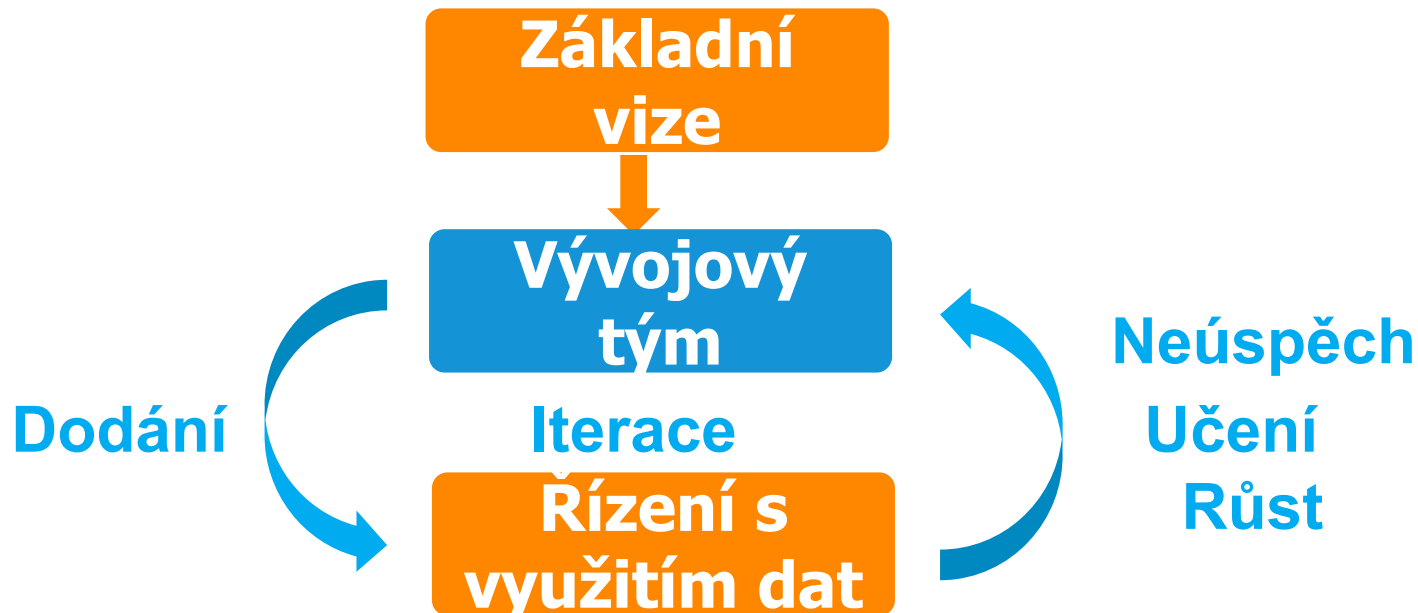 Základní
vize
Vývojový
tým
Neúspěch
Dodání
Iterace
Učení
Řízení s
Růst
využitím dat